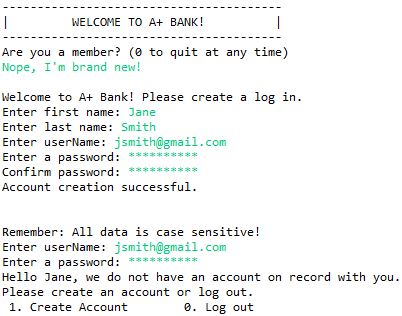 ----------------------------------------
|         WELCOME TO A+ BANK!          |
----------------------------------------
Are you a member? (0 to quit at any time)
Nope, I'm brand new!
Welcome to A+ Bank! Please create a log in.
Enter first name: Jane
Enter last name: Smith
Enter userName: jsmith@gmail.com
Enter a password: **********
Confirm password: **********
Account creation successful.
Remember: All data is case sensitive!
Enter userName: jsmith@gmail.com
Enter a password: **********
Hello Jane, we do not have an account on record with you.
Please create an account or log out.
 1. Create Account        0. Log out